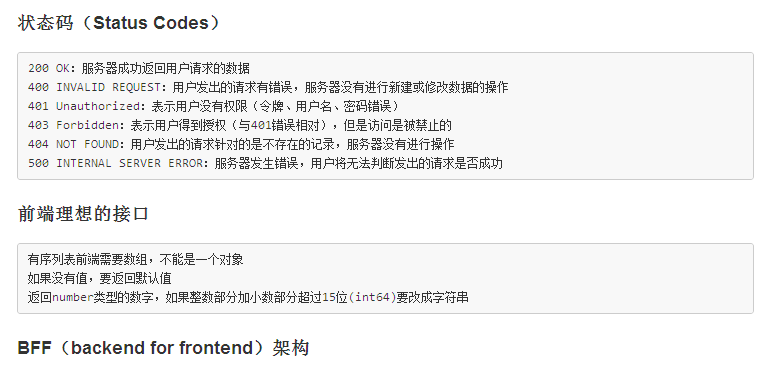 状态码（Status Codes）
200 OK：服务器成功返回用户请求的数据
400 INVALID REQUEST：用户发出的请求有错误，服务器没有进行新建或修改数据的操作
401 Unauthorized：表示用户没有权限（令牌、用户名、密码错误）
403 Forbidden：表示用户得到授权（与401错误相对），但是访问是被禁止的
404 NOT FOUND：用户发出的请求针对的是不存在的记录，服务器没有进行操作
500 INTERNAL SERVER ERROR：服务器发生错误，用户将无法判断发出的请求是否成功
前端理想的接口
有序列表前端需要数组，不能是一个对象
如果没有值，要返回默认值
返回number类型的数字，如果整数部分加小数部分超过15位(int64)要改成字符串
BFF（backend for frontend）架构